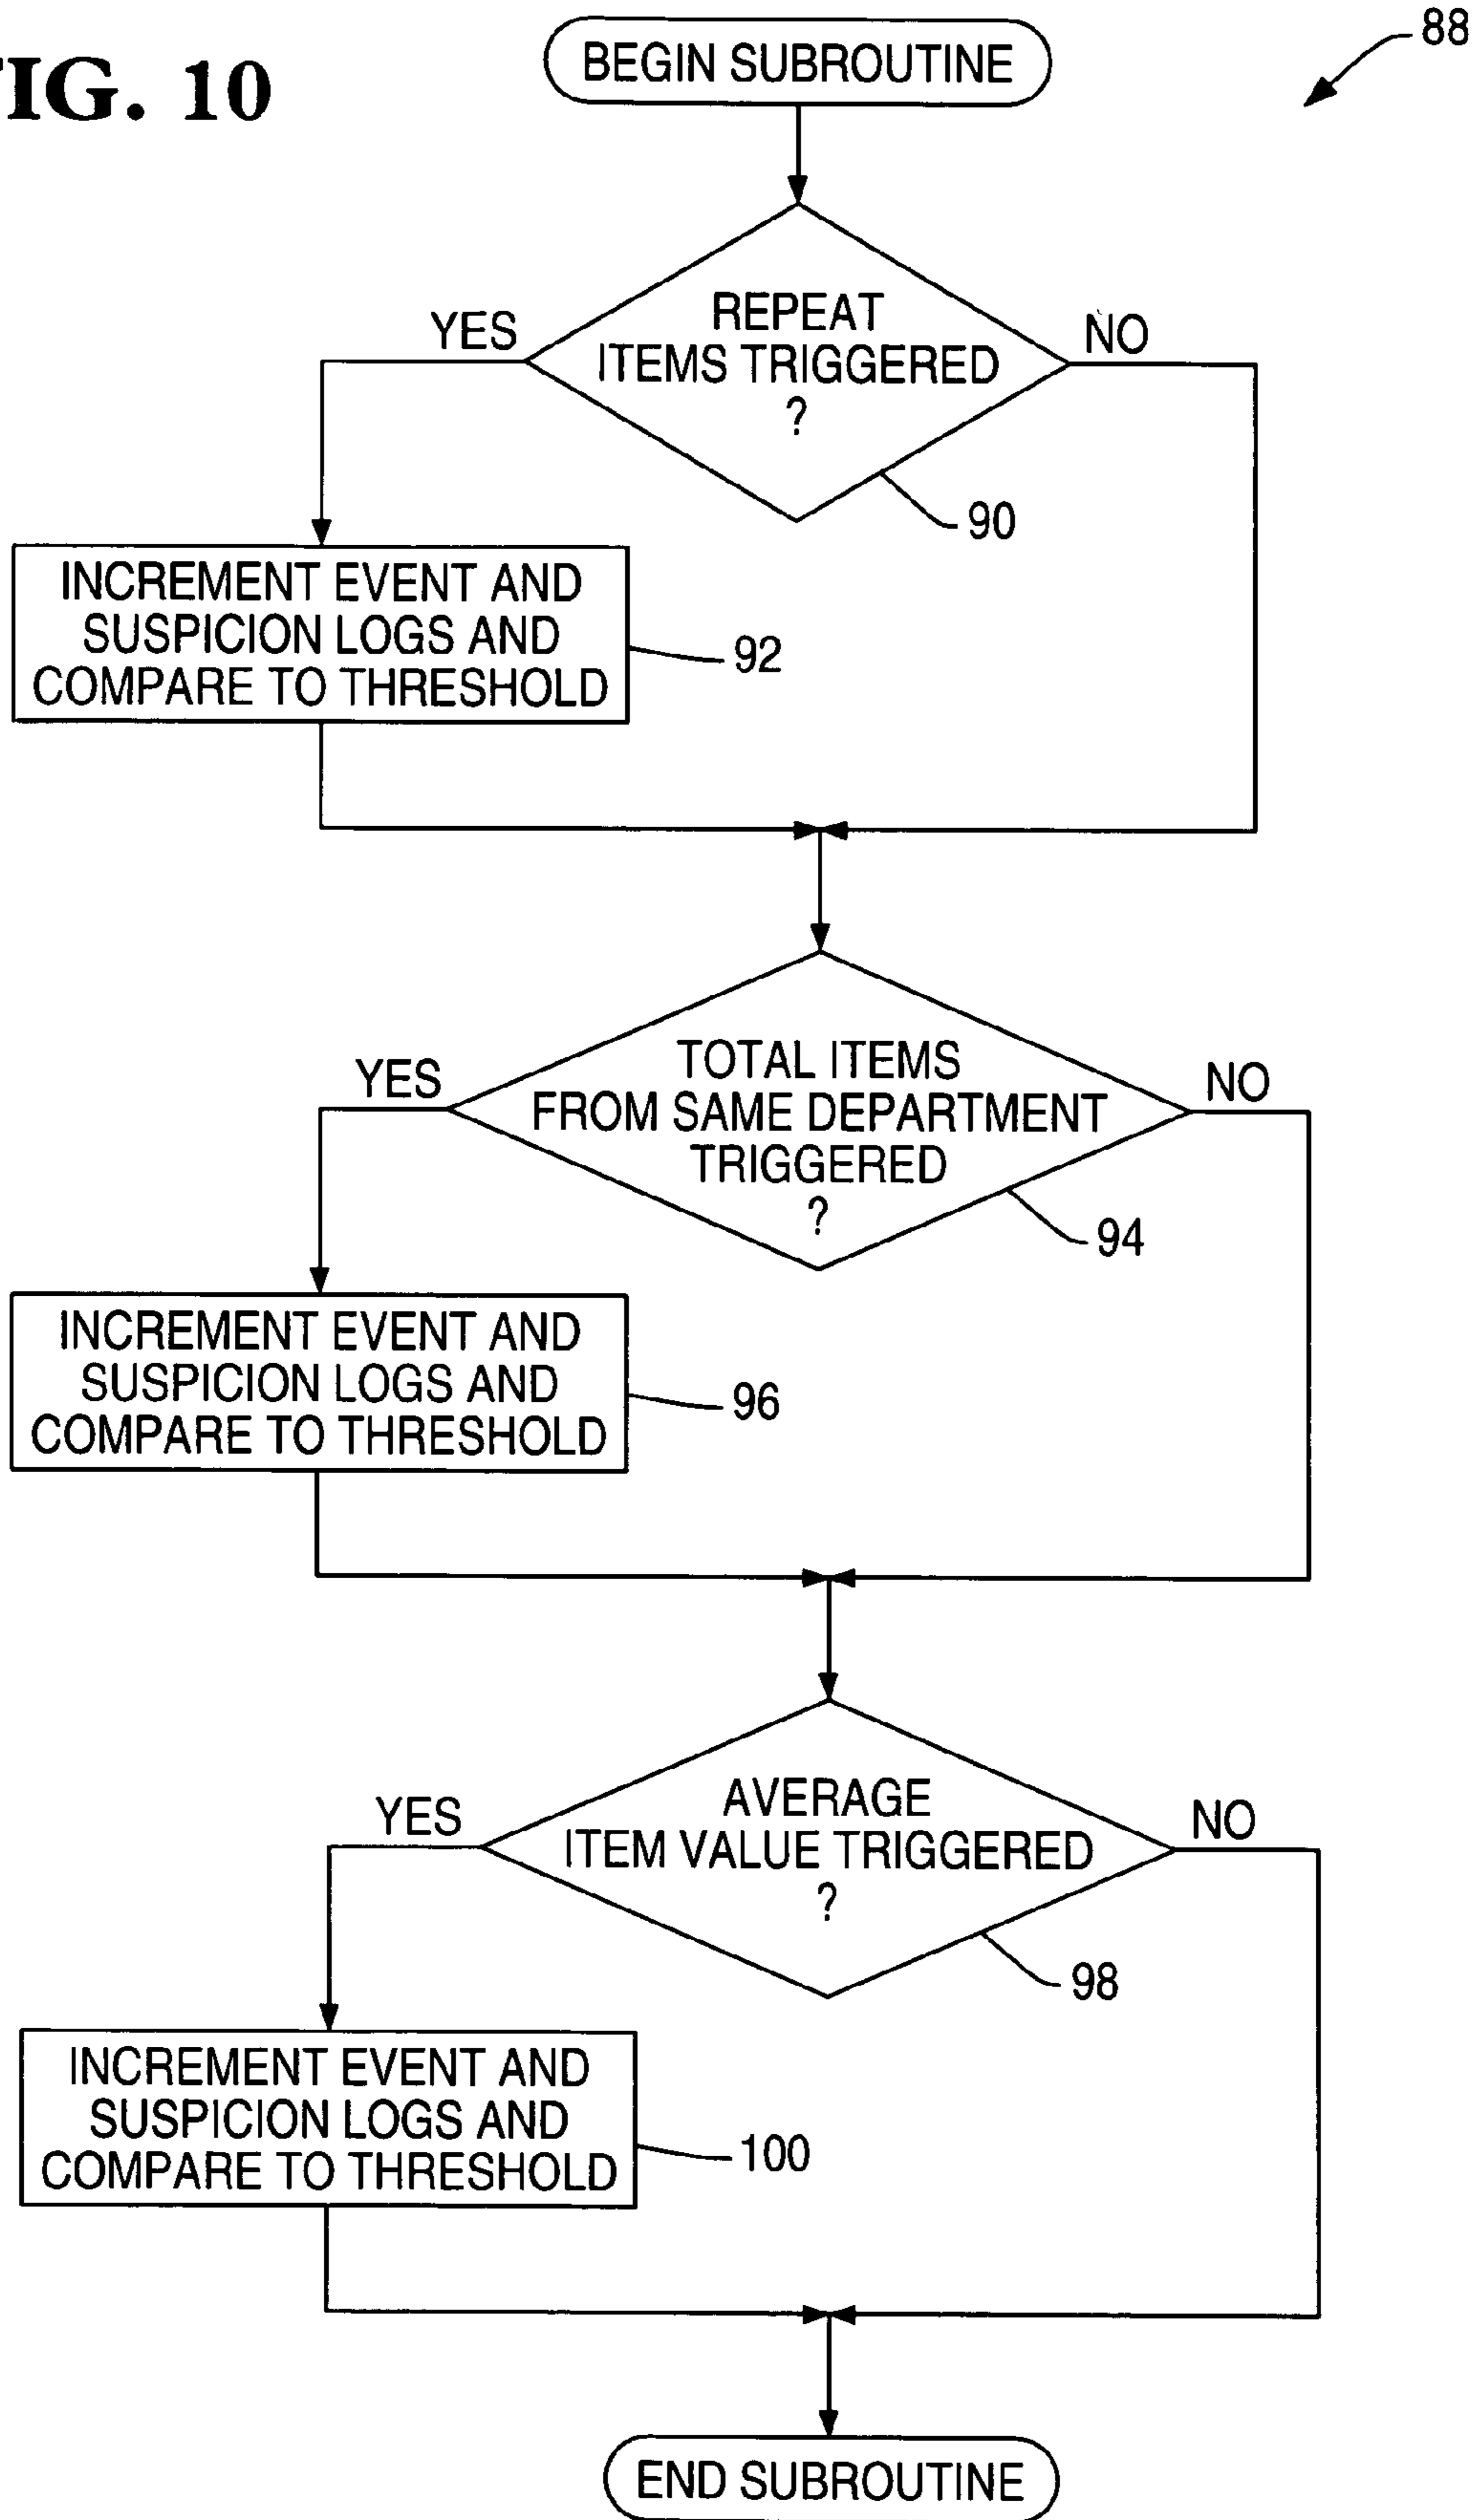 FIG. 10
88
BEGIN SUBROUTINE
REPEAT
ITEMS TRIGGERED
?
YES
NO
90
INCREMENT EVENT AND
SUSPICION LOGS AND
COMPARE TO THRESHOLD
92
TOTAL ITEMS
FROM SAME DEPARTMENT
TRIGGERED
?
YES
NO
94
INCREMENT EVENT AND
SUSPICION LOGS AND
COMPARE TO THRESHOLD
96
AVERAGE
ITEM VALUE TRIGGERED
?
YES
NO
98
INCREMENT EVENT AND
SUSPICION LOGS AND
COMPARE TO THRESHOLD
100
END SUBROUTINE